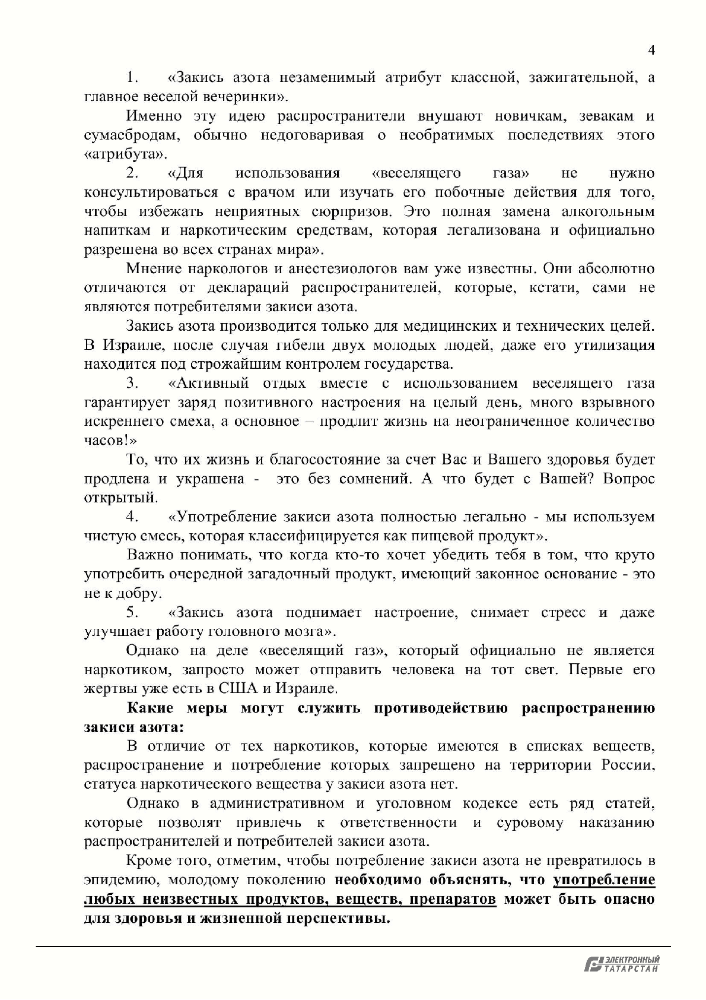 4
1. «Закись азота незаменимый атрибут классной, зажигательной, а
главное веселой вечеринки».
Именно эту идею распространители внушают новичкам, зевакам и
сумасбродам, обычно недоговаривая о необратимых последствиях этого
«атрибута».
2. «Для использования «веселящего газа» не нужно
консультироваться с врачом или изучать его побочные действия для того,
чтобы избежать неприятных сюрпризов. Это полная замена алкогольным
напиткам и наркотическим средствам, которая легализована и официально
разрешена во всех странах мира».
Мнение наркологов и анестезиологов вам уже известны. Они абсолютно
отличаются от деклараций распространителей, которые, кстати, сами не
являются потребителями закиси азота.
Закись азота производится только для медицинских и технических целей.
В Израиле, после случая гибели двух молодых людей, даже его утилизация
находится под строжайшим контролем государства.
3. «Активный отдых вместе с использованием веселящего газа
гарантирует заряд позитивного настроения на целый день, много взрывного
искреннего смеха, а основное – продлит жизнь на неограниченное количество
часов!»
То, что их жизнь и благосостояние за счет Вас и Вашего здоровья будет
продлена и украшена - это без сомнений. А что будет с Вашей? Вопрос
открытый.
4. «Употребление закиси азота полностью легально - мы используем
чистую смесь, которая классифицируется как пищевой продукт».
Важно понимать, что когда кто-то хочет убедить тебя в том, что круто
употребить очередной загадочный продукт, имеющий законное основание - это
не к добру.
5. «Закись азота поднимает настроение, снимает стресс и даже
улучшает работу головного мозга».
Однако на деле «веселящий газ», который официально не является
наркотиком, запросто может отправить человека на тот свет. Первые его
жертвы уже есть в США и Израиле.
Какие меры могут служить противодействию распространению
закиси азота:
В отличие от тех наркотиков, которые имеются в списках веществ,
распространение и потребление которых запрещено на территории России,
статуса наркотического вещества у закиси азота нет.
Однако в административном и уголовном кодексе есть ряд статей,
которые позволят привлечь к ответственности и суровому наказанию
распространителей и потребителей закиси азота.
Кроме того, отметим, чтобы потребление закиси азота не превратилось в
эпидемию, молодому поколению необходимо объяснять, что употребление
любых неизвестных продуктов, веществ, препаратов может быть опасно
для здоровья и жизненной перспективы.
ЭЛЕКТРОННЫЙ
ТАТАРСТАН